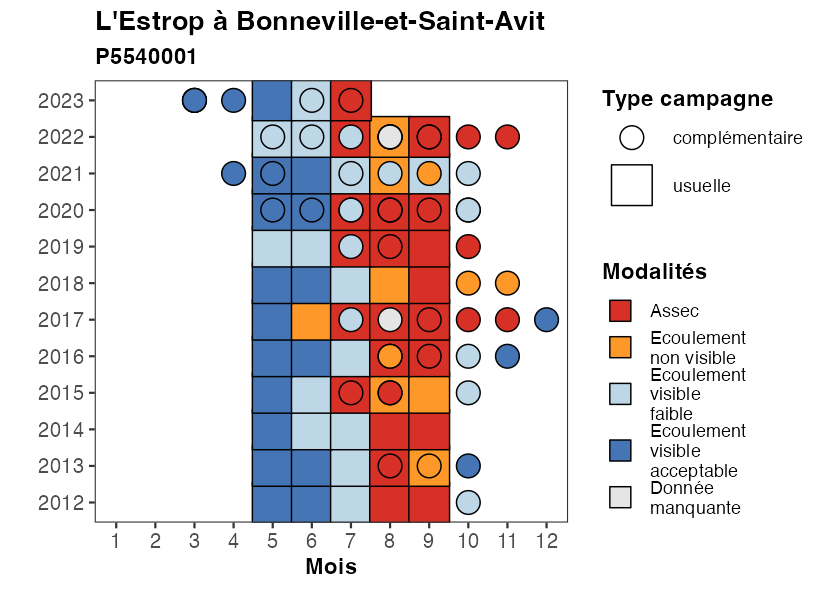 L'Estrop à Bonneville-et-Saint-Avit
P5540001
2023
2022
2021
2020
2019
2018
2017
2016
2015
2014
2013
2012
1 2 3 4 5 6 7 8 9 10 11 12
Mois
Type campagne
complémentaire
usuelle
Modalités
Assec
Ecoulement
non visible
Ecoulement
visible
faible
Ecoulement
visible
acceptable
Donnée
manquante